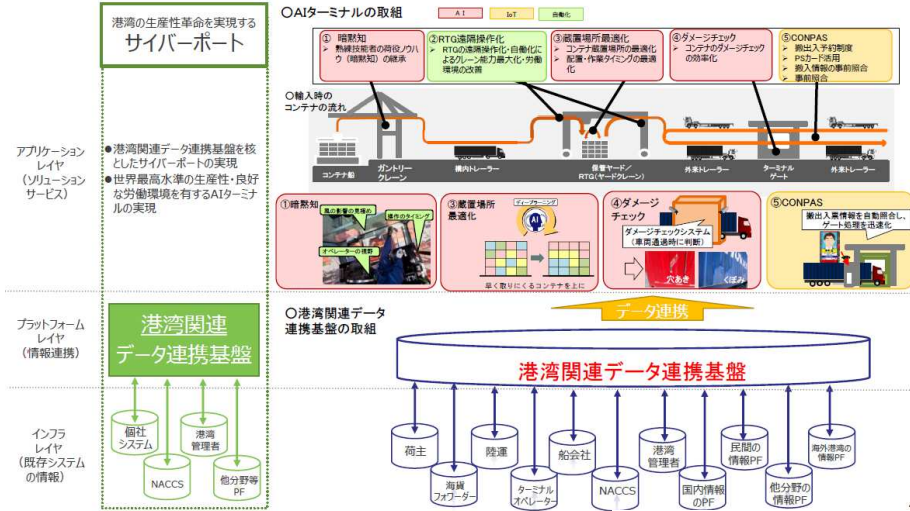 港湾の生産性革命を実現する
サイバーポート
アプリケーション
レイヤ
(ソリューション
サービス)
●港湾関連データ連携基盤を核
としたサイバーポートの実現
●世界最高水準の生産性・良好
な労働環境を有するAIターミナ
ルの実現
プラットフォーム
レイヤ
(情報連携)
港湾関連
データ連携基盤
インフラ
レイヤ
(既存システム
の情報)
個社
システム
NACCS
港湾
管理者
他分野等
PF
〇AIターミナルの取組
AI
IoT
自動化
① 暗黙知
➢ 熟練技能者の荷役ノウハ
ウ(暗黙知)の継承
②RTG遠隔操作化
➢ RTGの遠隔操作化・自動化によ
るクレーン能力最大化・労働
環境の改善
③蔵置場所最適化
➢ コンテナ蔵置場所の最適化
➢ 配置・作業タイミングの最適
化
④ダメージチェック
➢ コンテナのダメージチェック
の効率化
⑤CONPAS
➢ 搬出入予約制度
➢ PSカード活用
➢ 搬入情報の事前照合
➢ 事前照合
〇輸入時の
コンテナの流れ
コンテナ船
ガントリー
クレーン
構内トレーラー
保管ヤード/
RTG(ヤードクレーン)
外来トレーラー
ターミナル
ゲート
外来トレーラー
①暗黙知
風の影響の見極め
操作のタイミング
オペレーターの視野
③蔵置場所
最適化
ディープラーニング
AI
早く取りにくるコンテナを上に
④ダメージ
チェック
ダメージチェックシステム
(車両通過時に判断)
穴あき
くぼみ
⑤CONPAS
搬出入票情報を自動照合し、
ゲート処理を迅速化
〇港湾関連データ
連携基盤の取組
データ連携
港湾関連データ連携基盤
荷主
海貨
フォワーダー
陸運
ターミナル
オペレーター
船会社
NACCS
港湾
管理者
国内情報
のPF
民間の
情報PF
他分野の
情報PF
海外港湾の
情報PF